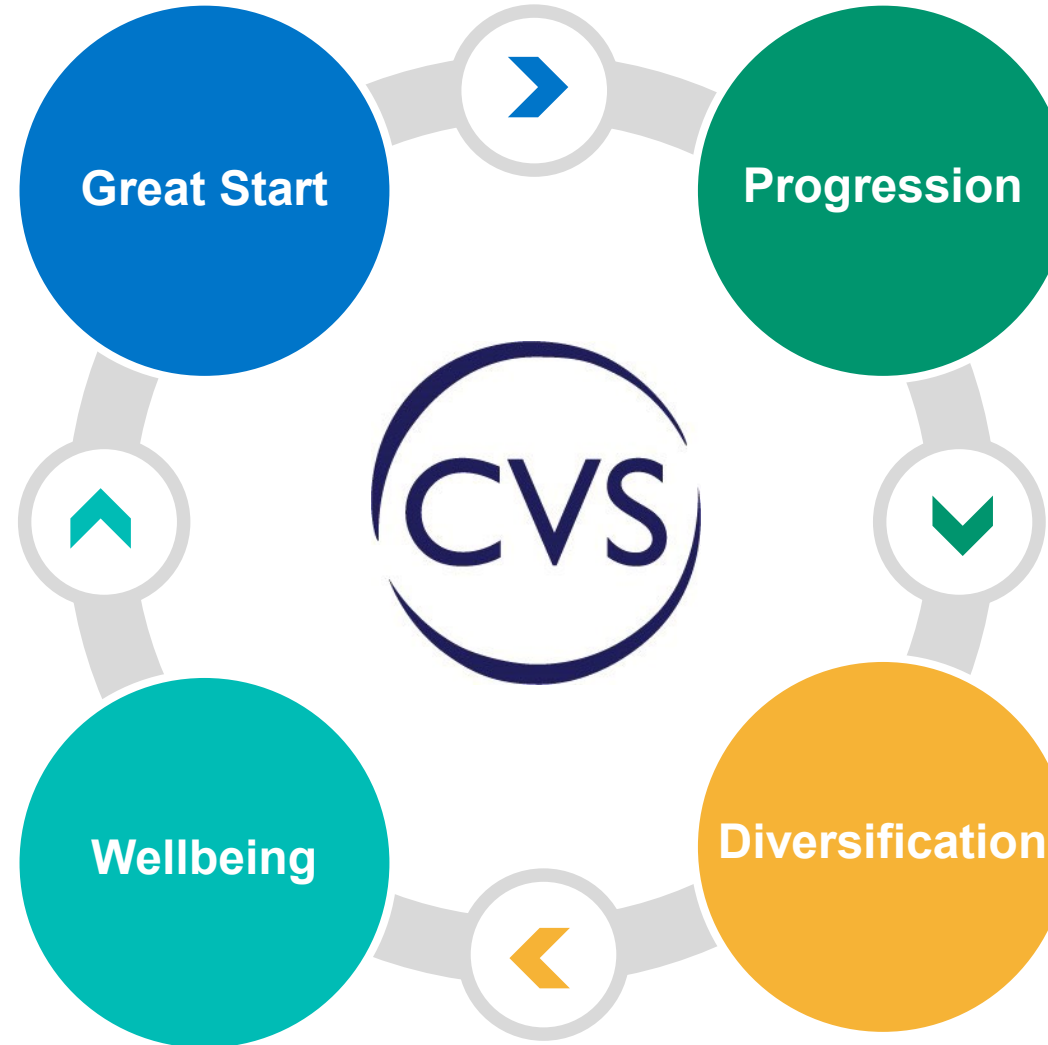 Great Start
Progression
CVS
Wellbeing
Diversification